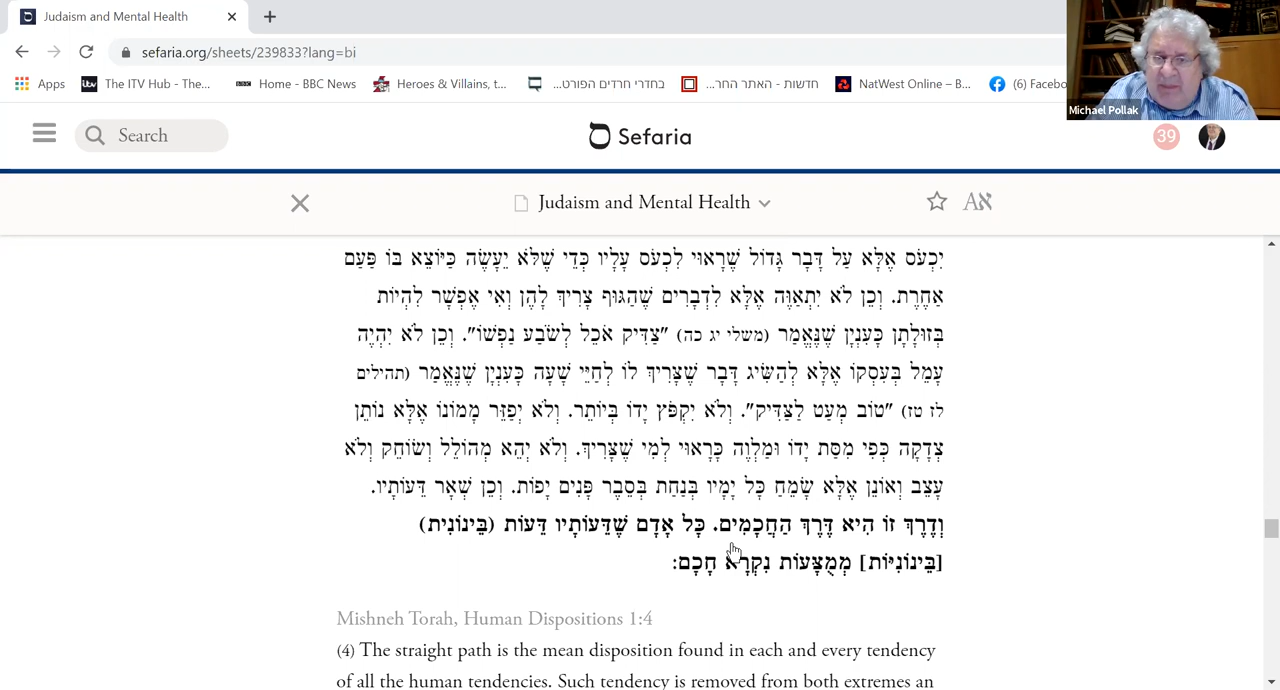 Judaism and Mental Health
sefaria.org/sheets/239833?lang=bi
Apps
The ITV Hub - The...
Home - BBC News
Heroes & Villains, t...
בחדרי חרדים הפורט...
חדשות - האתר החר...
NatWest Online – B...
(6) Facebo
Michael Pollak
Search
Sefaria
39
Judaism and Mental Health
Aא
יִכְעֹס אֶלָּא עַל דָּבָר גָּדוֹל שֶׁרָאוּי לִכְעֹס עָלָיו כְּדֵי שֶׁלֹּא יֵעָשֶׂה כַּיּוֹצֵא בּוֹ פַּעַם
אַחֶרֶת. וְכֵן לֹא יִתְאַוֶּה אֶלָּא לִדְבָרִים שֶׁהַגּוּף צָרִיךְ לָהֶן וְאִי אֶפְשָׁר לִהְיוֹת
בְּזוּלָתָן כָּעִנְיָן שֶׁנֶּאֱמַר (משלי יג כה) "צַדִּיק אֹכֵל לְשֹׂבַע נַפְשׁוֹ". וְכֵן לֹא יִהְיֶה
עָמֵל בְּעִסְקוֹ אֶלָּא לְהַשִּׂיג דָּבָר שֶׁצָּרִיךְ לוֹ לְחַיֵּי שָׁעָה כָּעִנְיָן שֶׁנֶּאֱמַר (תהילים
לז טז) "טוֹב מְעַט לַצַּדִּיק". וְלֹא יִקְפֹּץ יָדוֹ בְּיוֹתֵר. וְלֹא יְפַזֵּר מָמוֹנוֹ אֶלָּא נוֹתֵן
צְדָקָה כְּפִי מִסַּת יָדוֹ וּמַלְוֶה כָּרָאוּי לְמִי שֶׁצָּרִיךְ. וְלֹא יְהֵא מְהוֹלֵל וְשׂוֹחֵק וְלֹא
עָצֵב וְאוֹנֵן אֶלָּא שָׂמֵחַ כָּל יָמָיו בְּנַחַת בְּסֵבֶר פָּנִים יָפוֹת. וְכֵן שְׁאָר דֵּעוֹתָיו.
וְדֶרֶךְ זוֹ הִיא דֶּרֶךְ הַחֲכָמִים. כָּל אָדָם שֶׁדֵּעוֹתָיו דֵּעוֹת (בֵּינוֹנִית)
[בֵּינוֹנִיּוֹת] מְמֻצָּעוֹת נִקְרָא חָכָם:
Mishneh Torah, Human Dispositions 1:4
(4) The straight path is the mean disposition found in each and every tendency
of all the human tendencies. Such tendency is removed from both extremes an